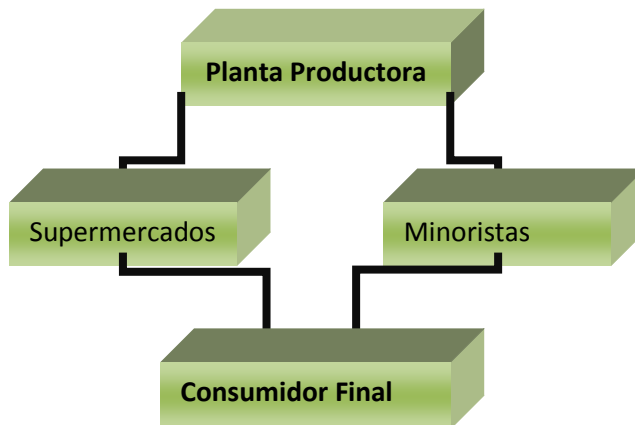 Planta Productora
Supermercados
Minoristas
Consumidor Final